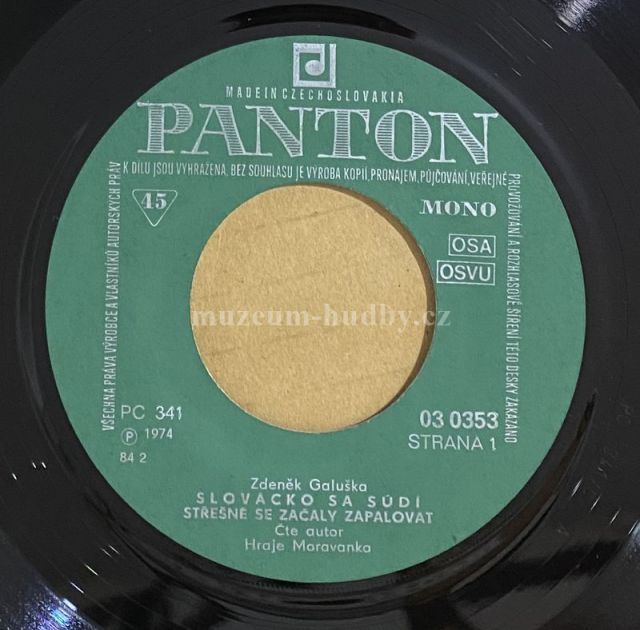 MADE IN CZECHOSLOVAKIA
PANTON
VŠECHNA PRÁVA VÝROBCE A VLASTNÍKŮ AUTORSKÝCH PRÁV
K DÍLU JSOU VYHRAŽENA, BEZ SOUHLASU JE VÝROBA KOPIÍ, PRONÁJEM, PŮJČOVÁNÍ, VEŘEJNÉ
PROVOZOVÁNÍ A ROZHLASOVÉ ŠÍŘENÍ TÉTO DESKY ZAKÁZÁNO
45
MONO
OSA
OSVU
muzeum-hudby.cz
PC 341
℗ 1974
84 2
03 0353
STRANA 1
Zdeněk Galuška
SLOVÁCKO SA SÚDÍ
STŘEŠNĚ SE ZAČALY ZAPALOVAT
Čte autor
Hraje Moravanka